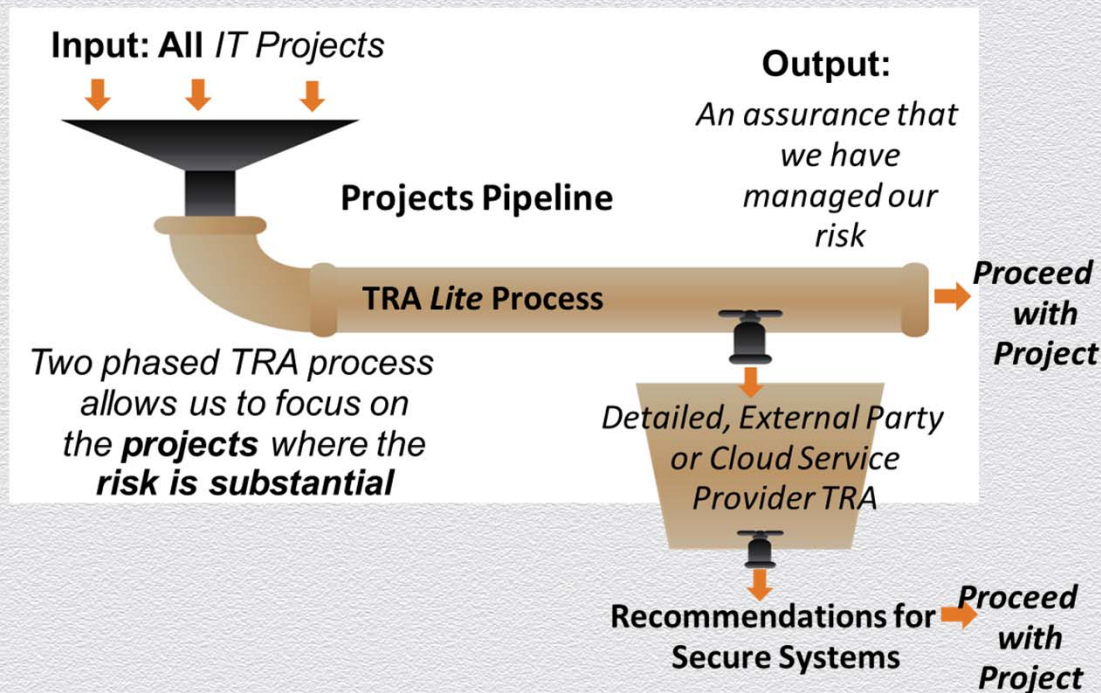 Input: All IT Projects
Output:
An assurance that
we have
managed our
risk
Projects Pipeline
TRA Lite Process
Proceed
with
Project
Two phased TRA process
allows us to focus on
the projects where the
risk is substantial
Detailed, External Party
or Cloud Service
Provider TRA
Recommendations for
Secure Systems
Proceed
with
Project